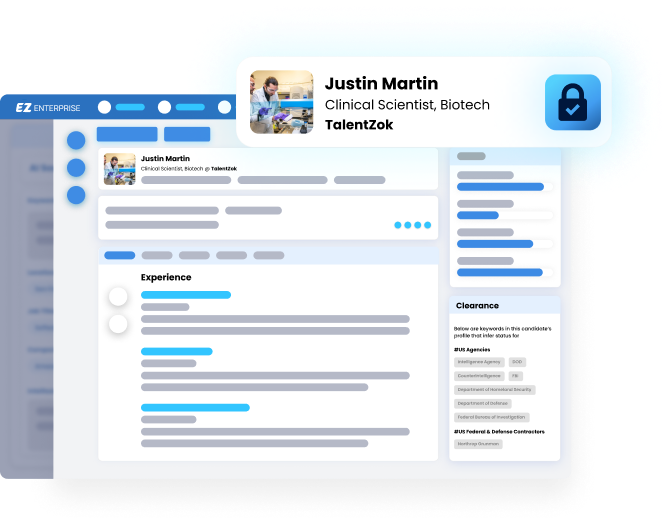 Justin Martin
Clinical Scientist, Biotech
TalentZok
EZ ENTERPRISE
Justin Martin
Clinical Scientist, Biotech @ TalentZok
Experience
Clearance
Below are keywords in this candidate's
profile that infer status for
#US Agencies
Intelligence Agency DOD
Counterintelligence FBI
Department of Homeland Security
Department of Defense
Federal Bureau of Investigation
#US Federal & Defense Contractors
Northrop Grumman